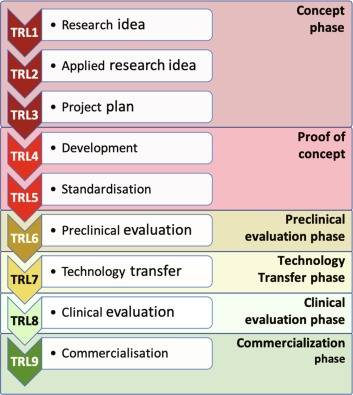 TRL1
• Research idea
Concept
phase
TRL2
• Applied research idea
TRL3
• Project plan
TRL4
• Development
Proof of
concept
TRL5
• Standardisation
TRL6
• Preclinical evaluation
Preclinical
evaluation phase
TRL7
• Technology transfer
Technology
Transfer phase
TRL8
• Clinical evaluation
Clinical
evaluation phase
TRL9
• Commercialisation
Commercialization
phase